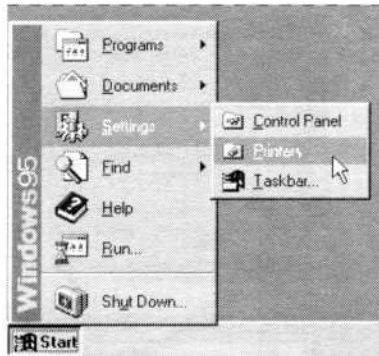 Programs
Documents
Settings
Find
Help
Run...
Shut Down...
Control Panel
Printers
Taskbar...
Windows95
Start